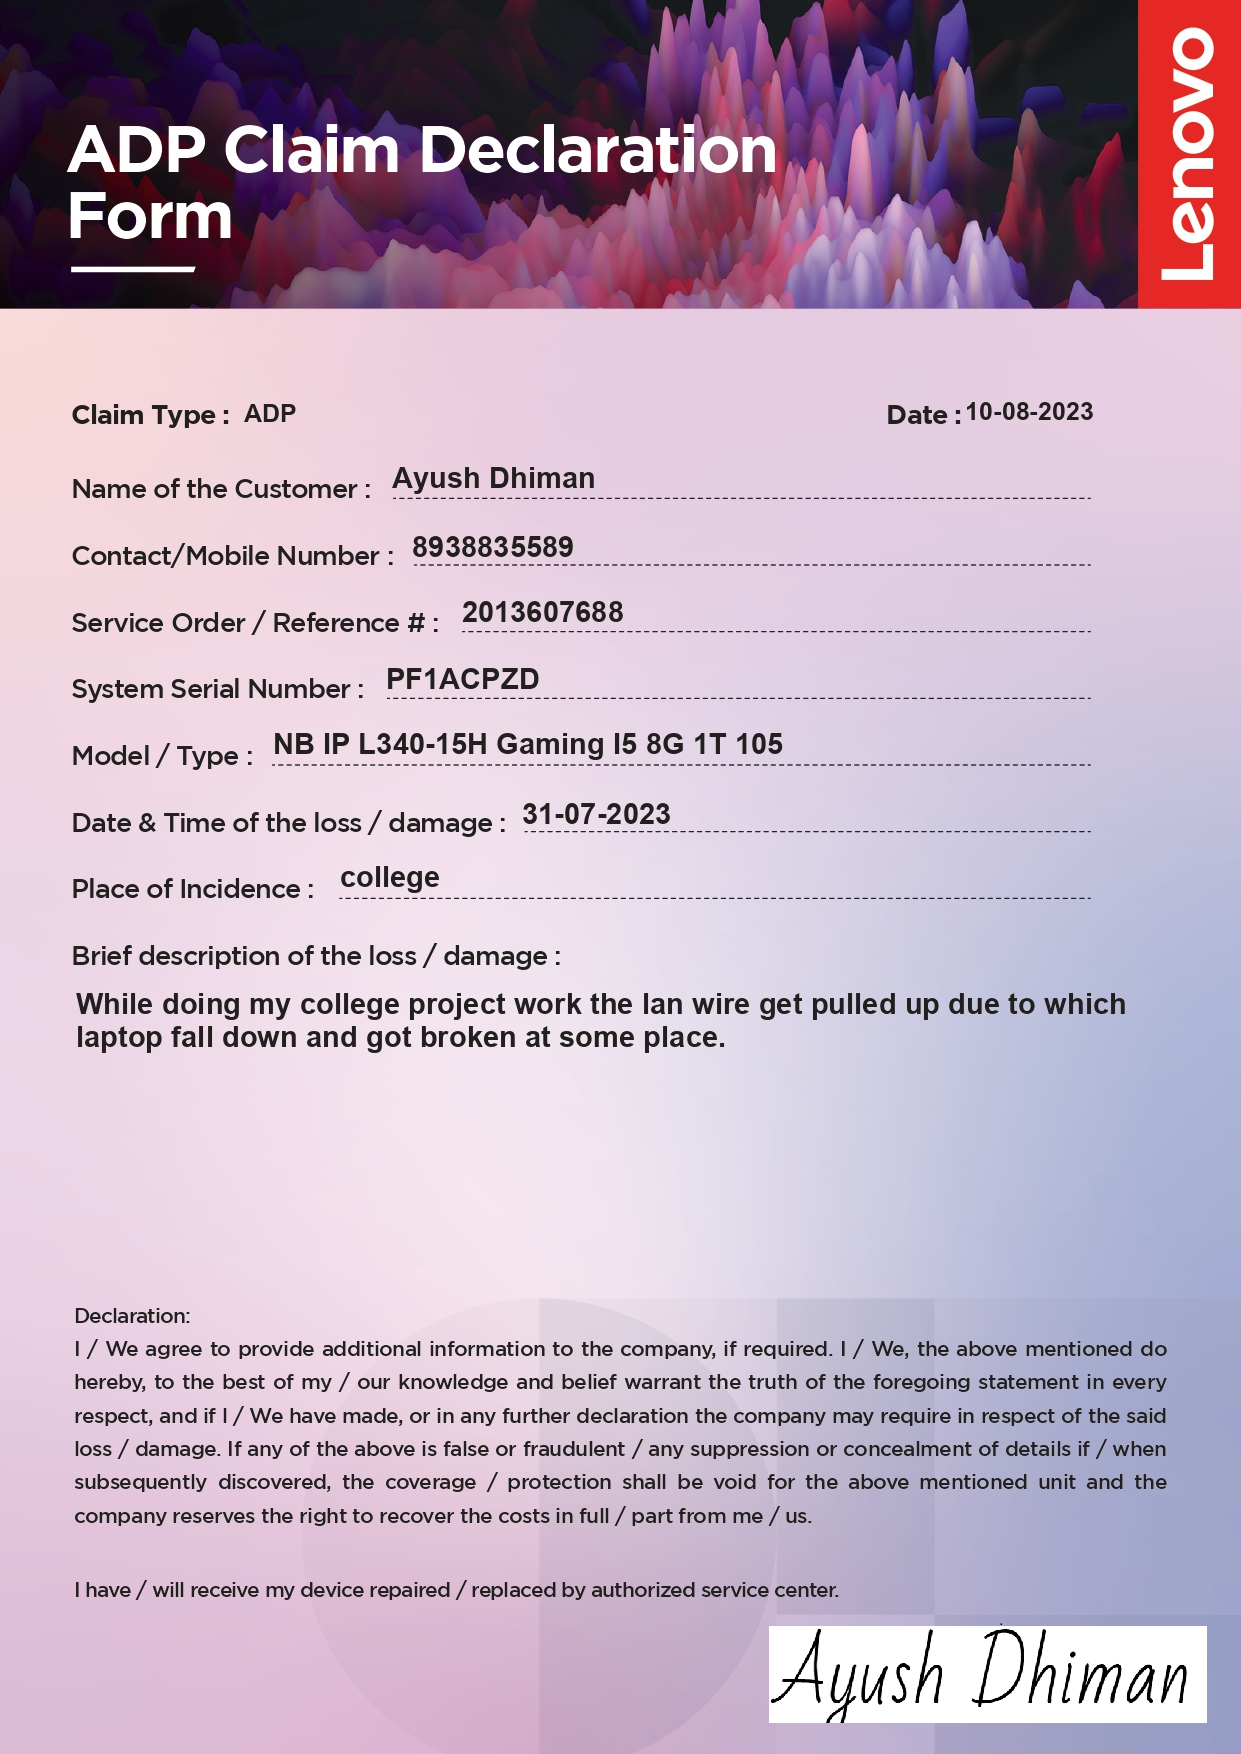 ADP Claim Declaration
Form
Lenovo
Claim Type : ADP
Date : 10-08-2023
Name of the Customer : Ayush Dhiman
Contact/Mobile Number : 8938835589
Service Order / Reference # : 2013607688
System Serial Number : PF1ACPZD
Model / Type : NB IP L340-15H Gaming I5 8G 1T 105
Date & Time of the loss / damage : 31-07-2023
Place of Incidence : college
Brief description of the loss / damage :
While doing my college project work the lan wire get pulled up due to which
laptop fall down and got broken at some place.
Declaration:
I / We agree to provide additional information to the company, if required. I / We, the above mentioned do
hereby, to the best of my / our knowledge and belief warrant the truth of the foregoing statement in every
respect, and if I / We have made, or in any further declaration the company may require in respect of the said
loss / damage. If any of the above is false or fraudulent / any suppression or concealment of details if / when
subsequently discovered, the coverage / protection shall be void for the above mentioned unit and the
company reserves the right to recover the costs in full / part from me / us.
I have / will receive my device repaired / replaced by authorized service center.
Ayush Dhiman